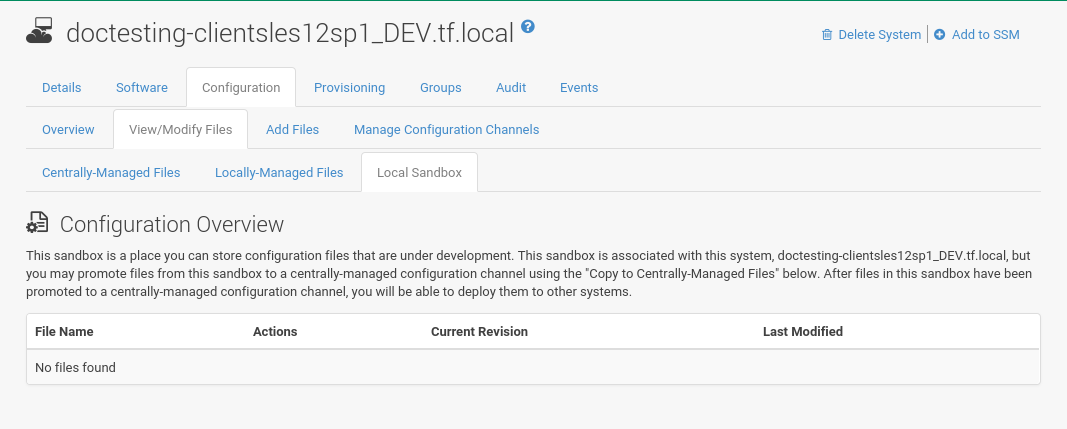 doctesting-clientsles12sp1_DEV.tf.local ?
Delete System | Add to SSM
Details Software Configuration Provisioning Groups Audit Events
Overview View/Modify Files Add Files Manage Configuration Channels
Centrally-Managed Files Locally-Managed Files Local Sandbox
Configuration Overview
This sandbox is a place you can store configuration files that are under development. This sandbox is associated with this system, doctesting-clientsles12sp1_DEV.tf.local, but
you may promote files from this sandbox to a centrally-managed configuration channel using the "Copy to Centrally-Managed Files" below. After files in this sandbox have been
promoted to a centrally-managed configuration channel, you will be able to deploy them to other systems.
File Name Actions Current Revision Last Modified
No files found